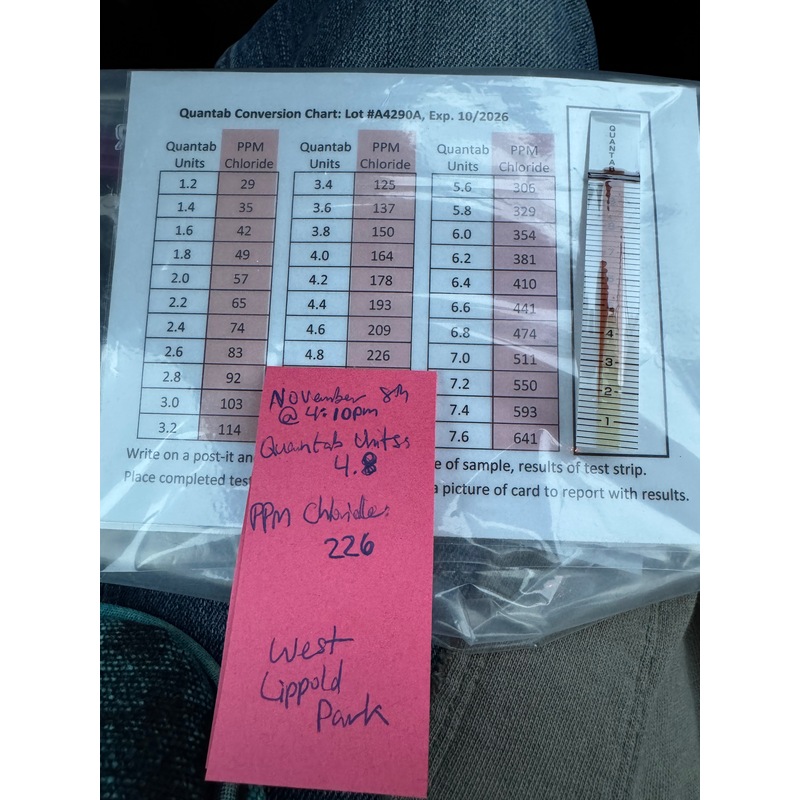 Quantab Conversion Chart: Lot #A4290A, Exp. 10/2026
QUANTAB
Quantab Units PPM Chloride Quantab Units PPM Chloride Quantab Units PPM Chloride
1.2 29 3.4 125 5.6 306
1.4 35 3.6 137 5.8 329
1.6 42 3.8 150 6.0 354
1.8 49 4.0 164 6.2 381
2.0 57 4.2 178 6.4 410
2.2 65 4.4 193 6.6 441
2.4 74 4.6 209 6.8 474
2.6 83 4.8 226 7.0 511
2.8 92 7.2 550
3.0 103 7.4 593
3.2 114 7.6 641
4
3
2
1
Write on a post-it an
e of sample, results of test strip.
Place completed test
a picture of card to report with results.
November 8th
@ 4:10pm
Quantab Units:
4.8
PPM Chloride:
226
West
Lippold
Park